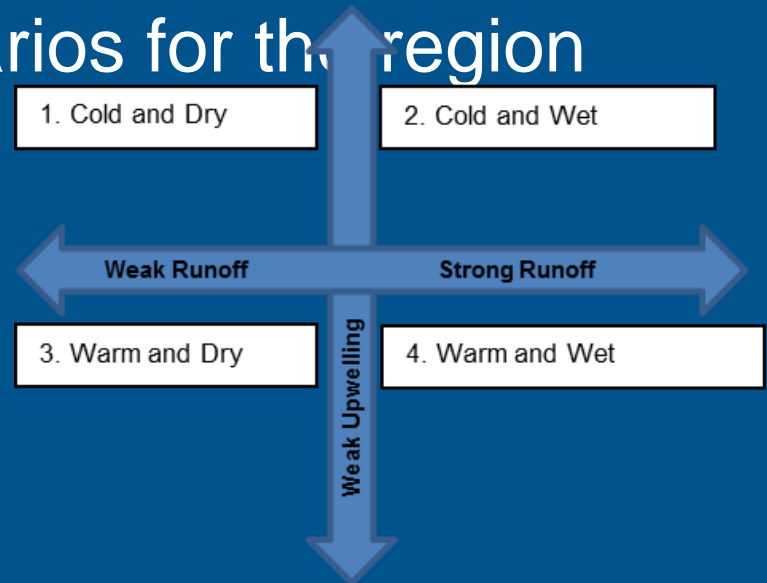 rios for the region
1. Cold and Dry
2. Cold and Wet
Weak Runoff
Strong Runoff
3. Warm and Dry
4. Warm and Wet
Weak Upwelling